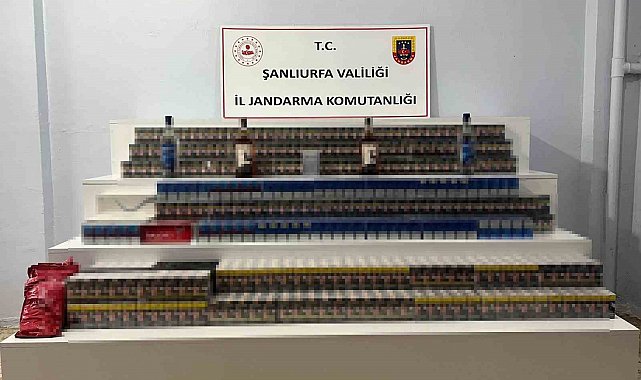 T.C.
ŞANLIURFA VALİLİĞİ
İL JANDARMA KOMUTANLIĞI